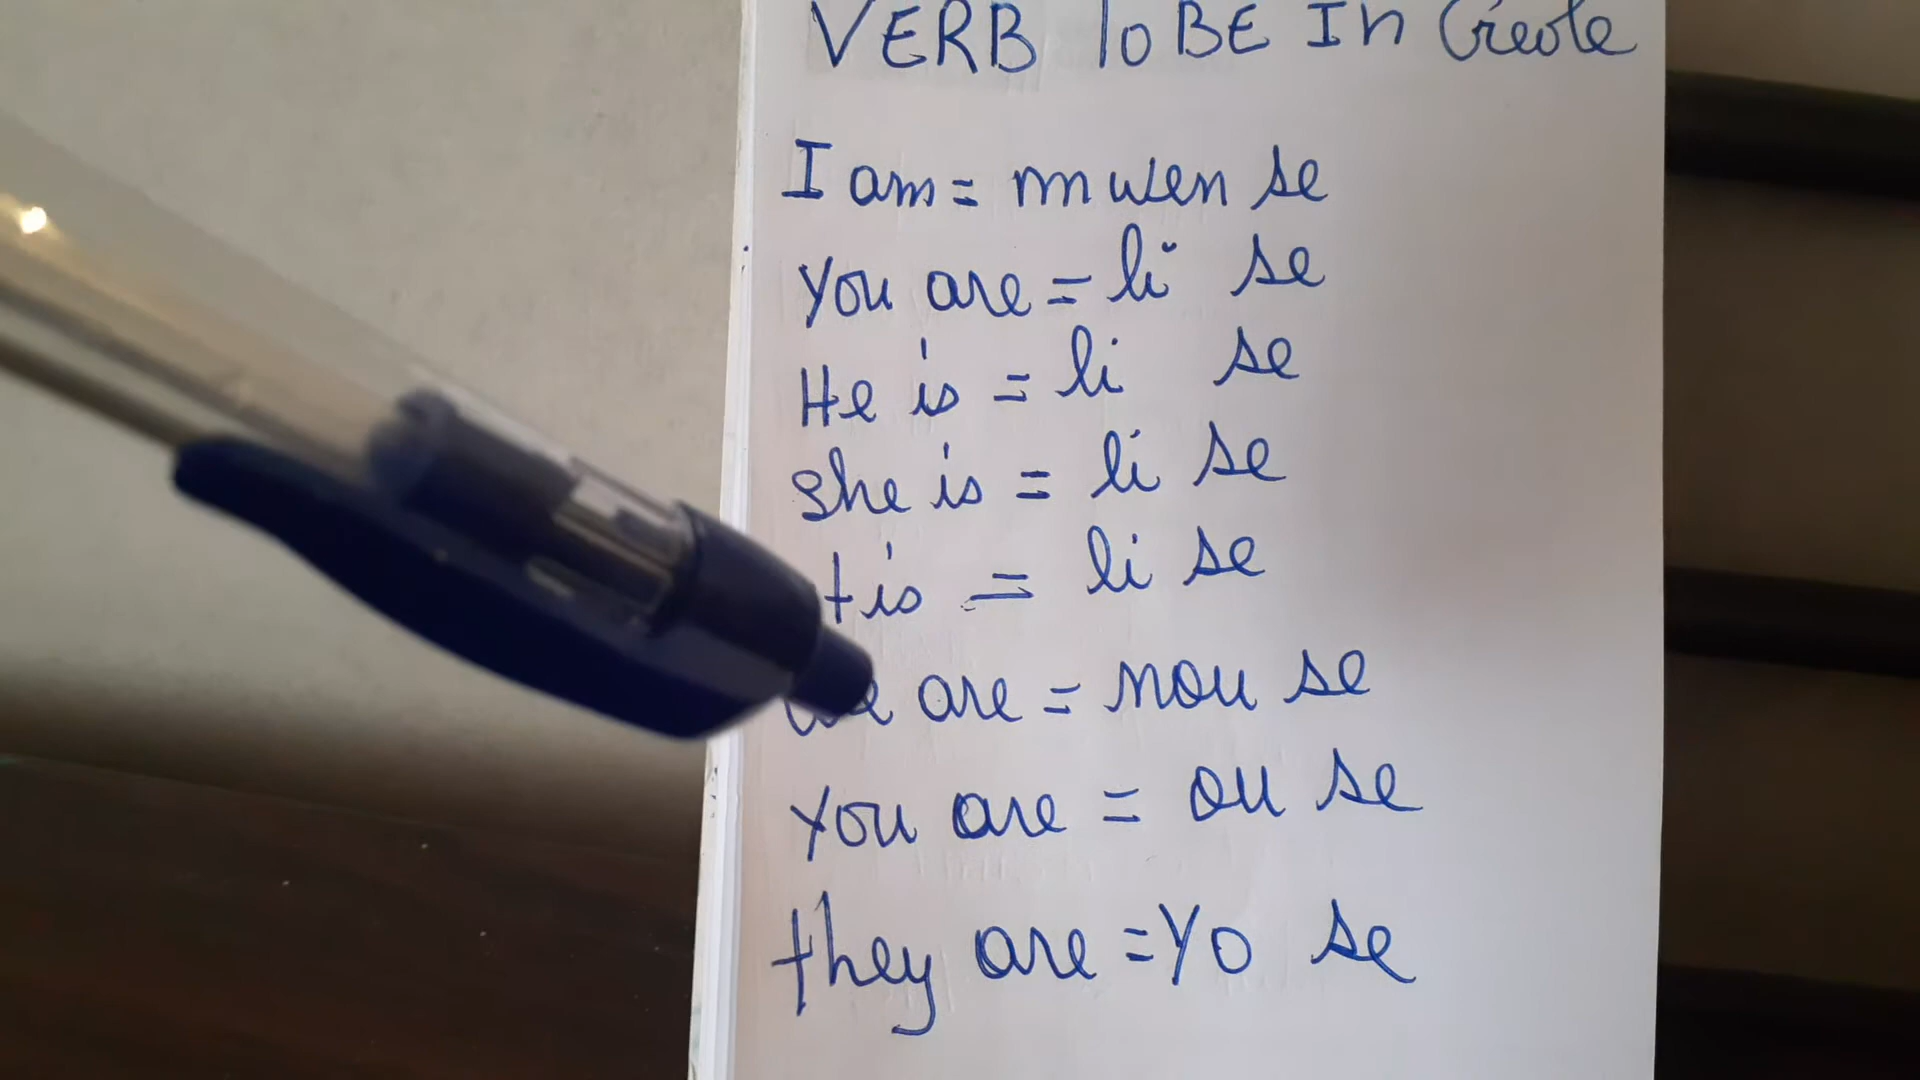 VERB To BE In Creole
I am = mwen se
You are = li se
He is = li se
She is = li se
t is = li se
We are = nou se
You are = ou se
they are = Yo se